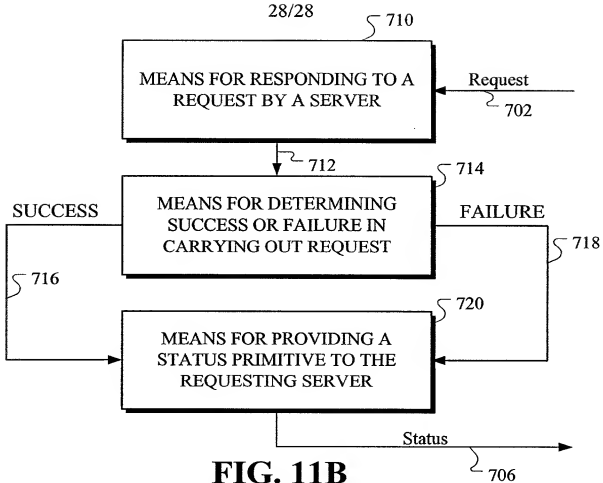 28/28
710
MEANS FOR RESPONDING TO A
REQUEST BY A SERVER
Request
702
712
714
MEANS FOR DETERMINING
SUCCESS OR FAILURE IN
CARRYING OUT REQUEST
SUCCESS
FAILURE
716
718
720
MEANS FOR PROVIDING A
STATUS PRIMITIVE TO THE
REQUESTING SERVER
Status
706
FIG. 11B